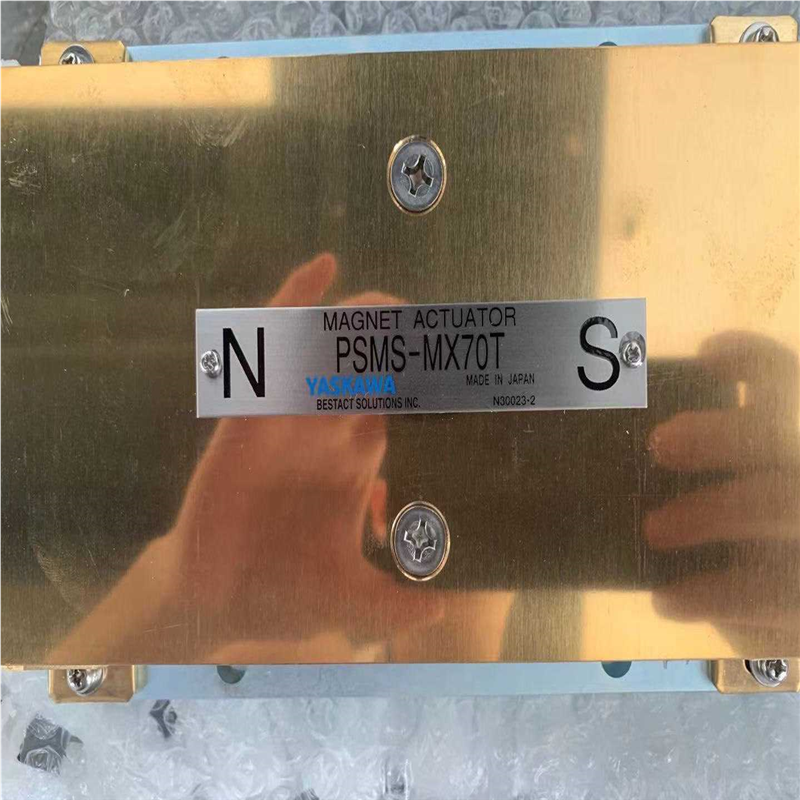 MAGNET ACTUATOR
N PSMS-MX70T S
YASKAWA MADE IN JAPAN
BESTACT SOLUTIONS INC. N30023-2